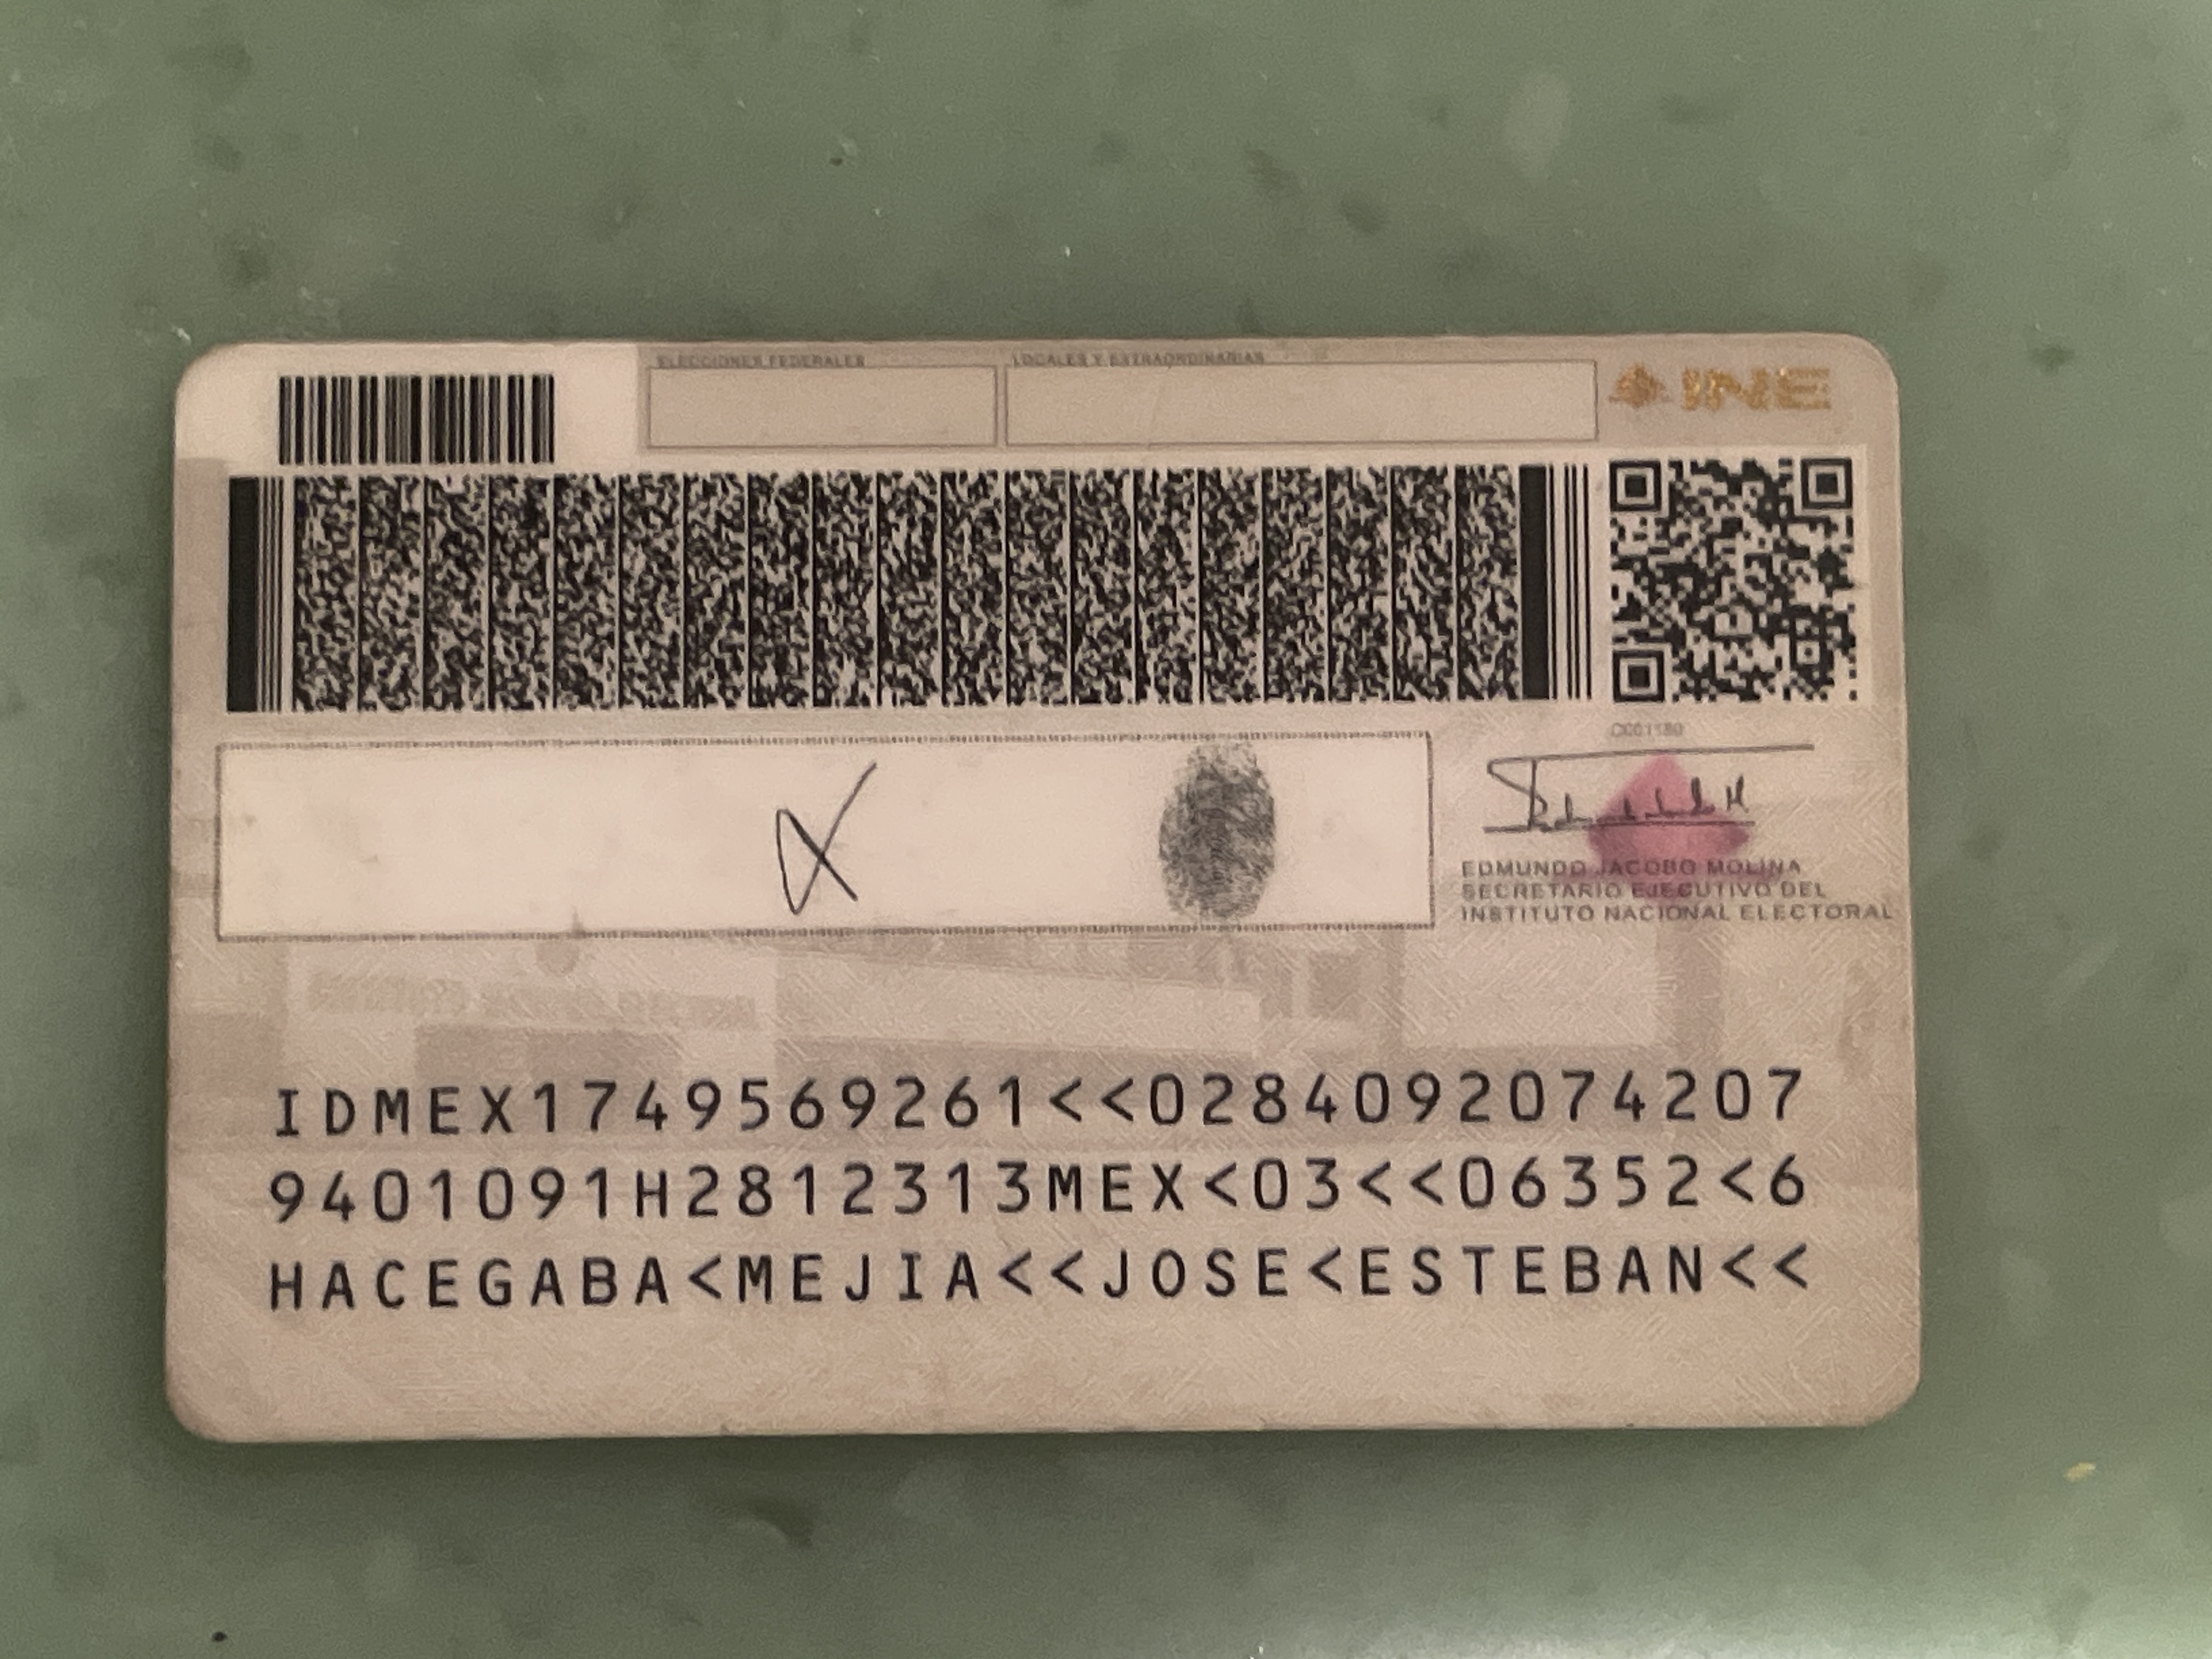 ELECCIONES FEDERALES
LOCALES Y EXTRAORDINARIAS
INE
EDMUNDO JACOBO MOLINA
SECRETARIO EJECUTIVO DEL
INSTITUTO NACIONAL ELECTORAL
IDMEX1749569261<<0284092074207
9401091H2812313MEX<03<<06352<6
HACEGABA<MEJIA<<JOSE<ESTEBAN<<